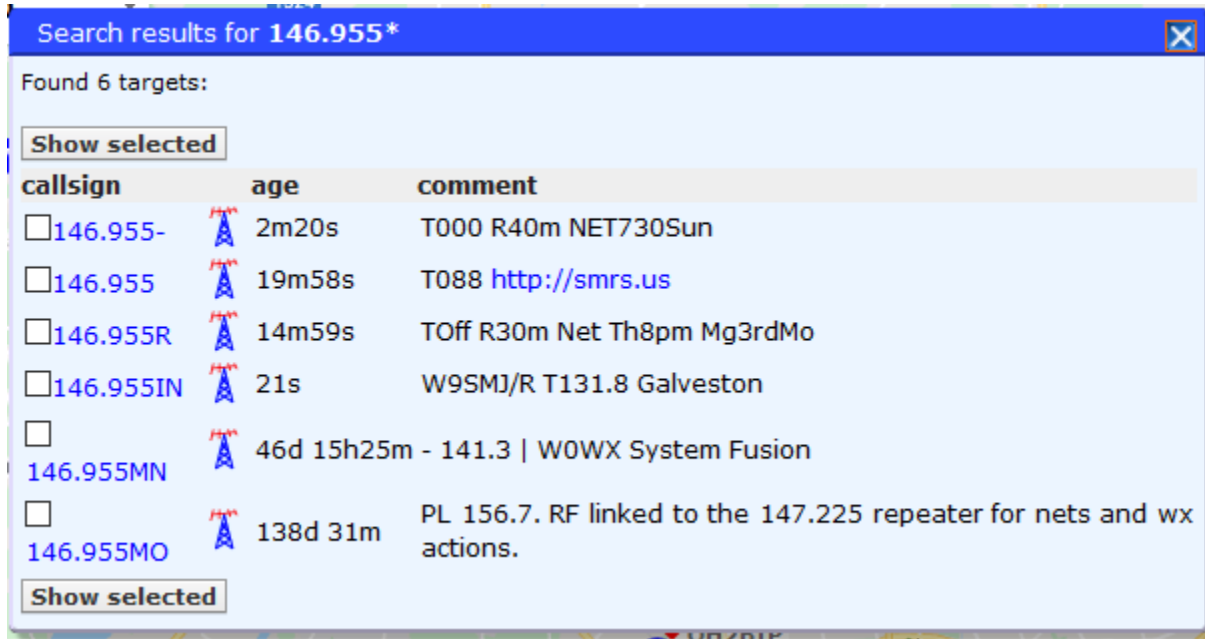 Search results for 146.955*
Found 6 targets:
Show selected
callsign age comment
146.955- 2m20s T000 R40m NET730Sun
146.955 19m58s T088 http://smrs.us
146.955R 14m59s TOff R30m Net Th8pm Mg3rdMo
146.955IN 21s W9SMJ/R T131.8 Galveston
146.955MN 46d 15h25m - 141.3 | W0WX System Fusion
146.955MO 138d 31m PL 156.7. RF linked to the 147.225 repeater for nets and wx
actions.
Show selected